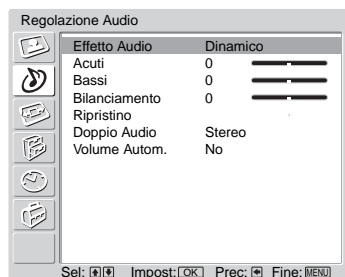 Regolazione Audio
Effetto Audio Dinamico
Acuti 0
Bassi 0
Bilanciamento 0
Ripristino
Doppio Audio Stereo
Volume Autom. No
Sel: Impost: OK Prec: Fine: MENU